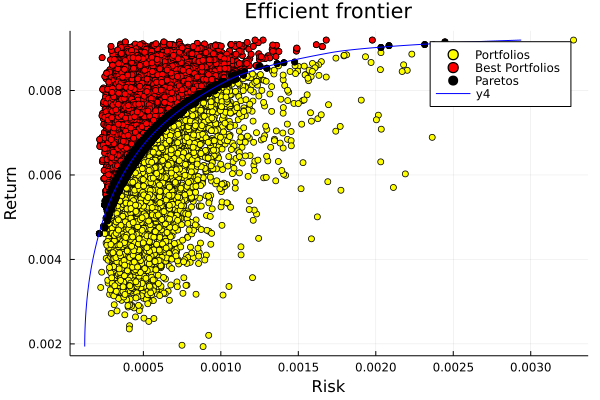 Efficient frontier
Portfolios
Best Portfolios
Paretos
y4
Return
0.008
0.006
0.004
0.002
0.0005 0.0010 0.0015 0.0020 0.0025 0.0030
Risk